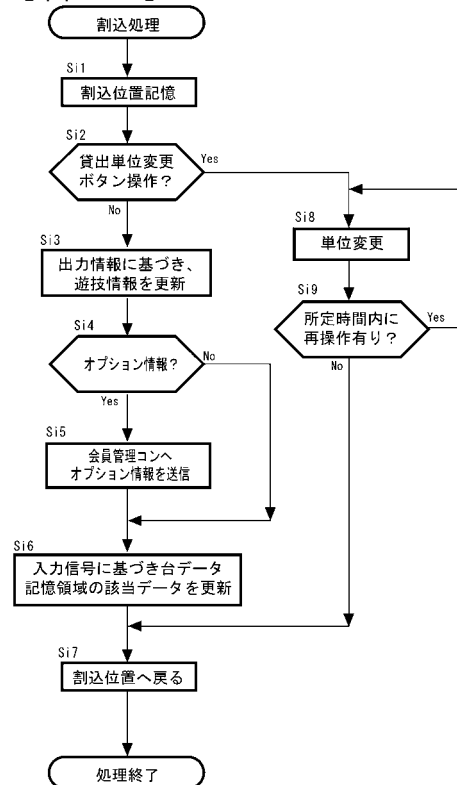 割込処理
Si1
割込位置記憶
Si2
貸出単位変更
ボタン操作？
Yes
No
Si3
出力情報に基づき、
遊技情報を更新
Si4
オプション情報？
No
Yes
Si5
会員管理コンへ
オプション情報を送信
Si6
入力信号に基づき台データ
記憶領域の該当データを更新
Si7
割込位置へ戻る
処理終了
Si8
単位変更
Si9
所定時間内に
再操作有り？
Yes
No